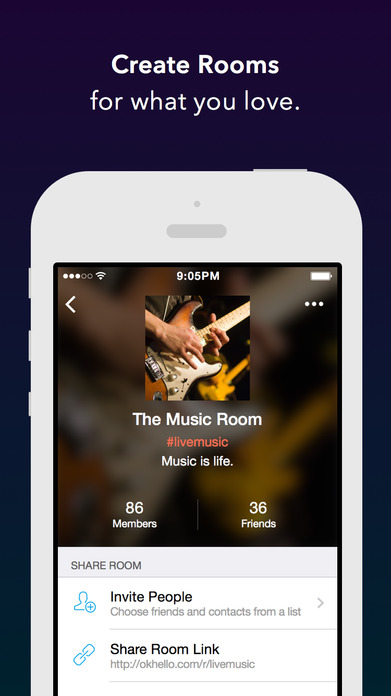 Create Rooms
for what you love.
9:05PM
The Music Room
#livemusic
Music is life.
86
Members
36
Friends
SHARE ROOM
Invite People
Choose friends and contacts from a list
Share Room Link
http://okhello.com/r/livemusic